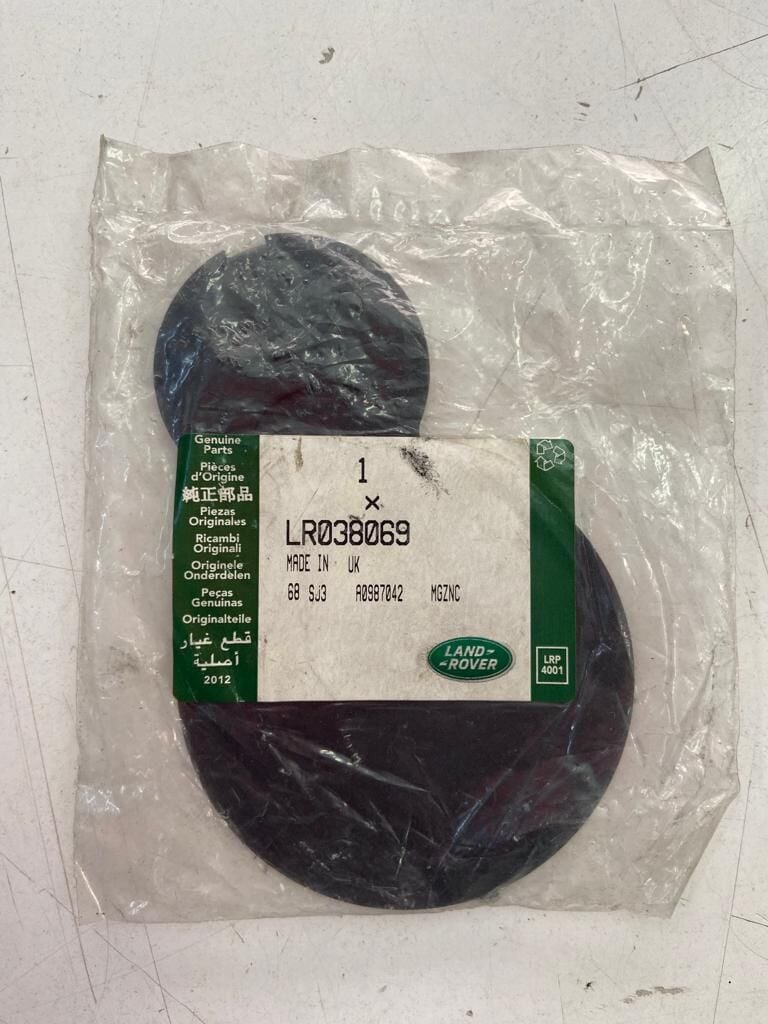 Genuine
Parts
Pièces
d'Origine
純正部品
Piezas
Originales
Ricambi
Originali
Originele
Onderdelen
Peças
Genuinas
Originalteile
قطع غيار
أصلية
2012
1
×
LR038069
MADE IN UK
68 SJ3 A0987042 MGZNC
LAND-
-ROVER
LRP
4001